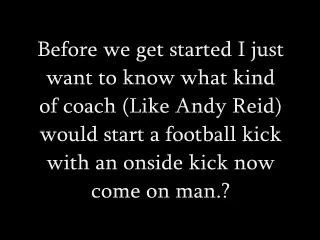 Before we get started I just
want to know what kind
of coach (Like Andy Reid)
would start a football kick
with an onside kick now
come on man.?